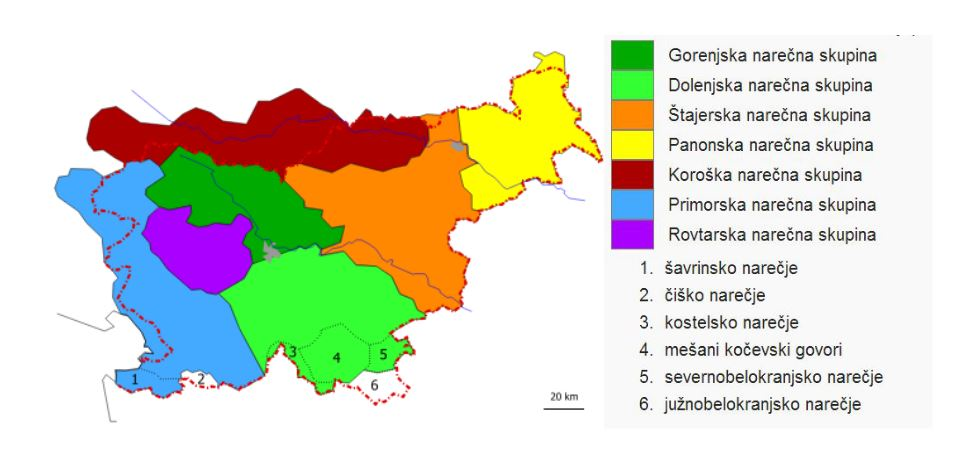 Gorenjska narečna skupina
Dolenjska narečna skupina
Štajerska narečna skupina
Panonska narečna skupina
Koroška narečna skupina
Primorska narečna skupina
Rovtarska narečna skupina
1. šavrinsko narečje
2. čiško narečje
3. kostelsko narečje
4. mešani kočevski govori
5. severnobelokranjsko narečje
6. južnobelokranjsko narečje
1
2
3
4
5
6
20 km